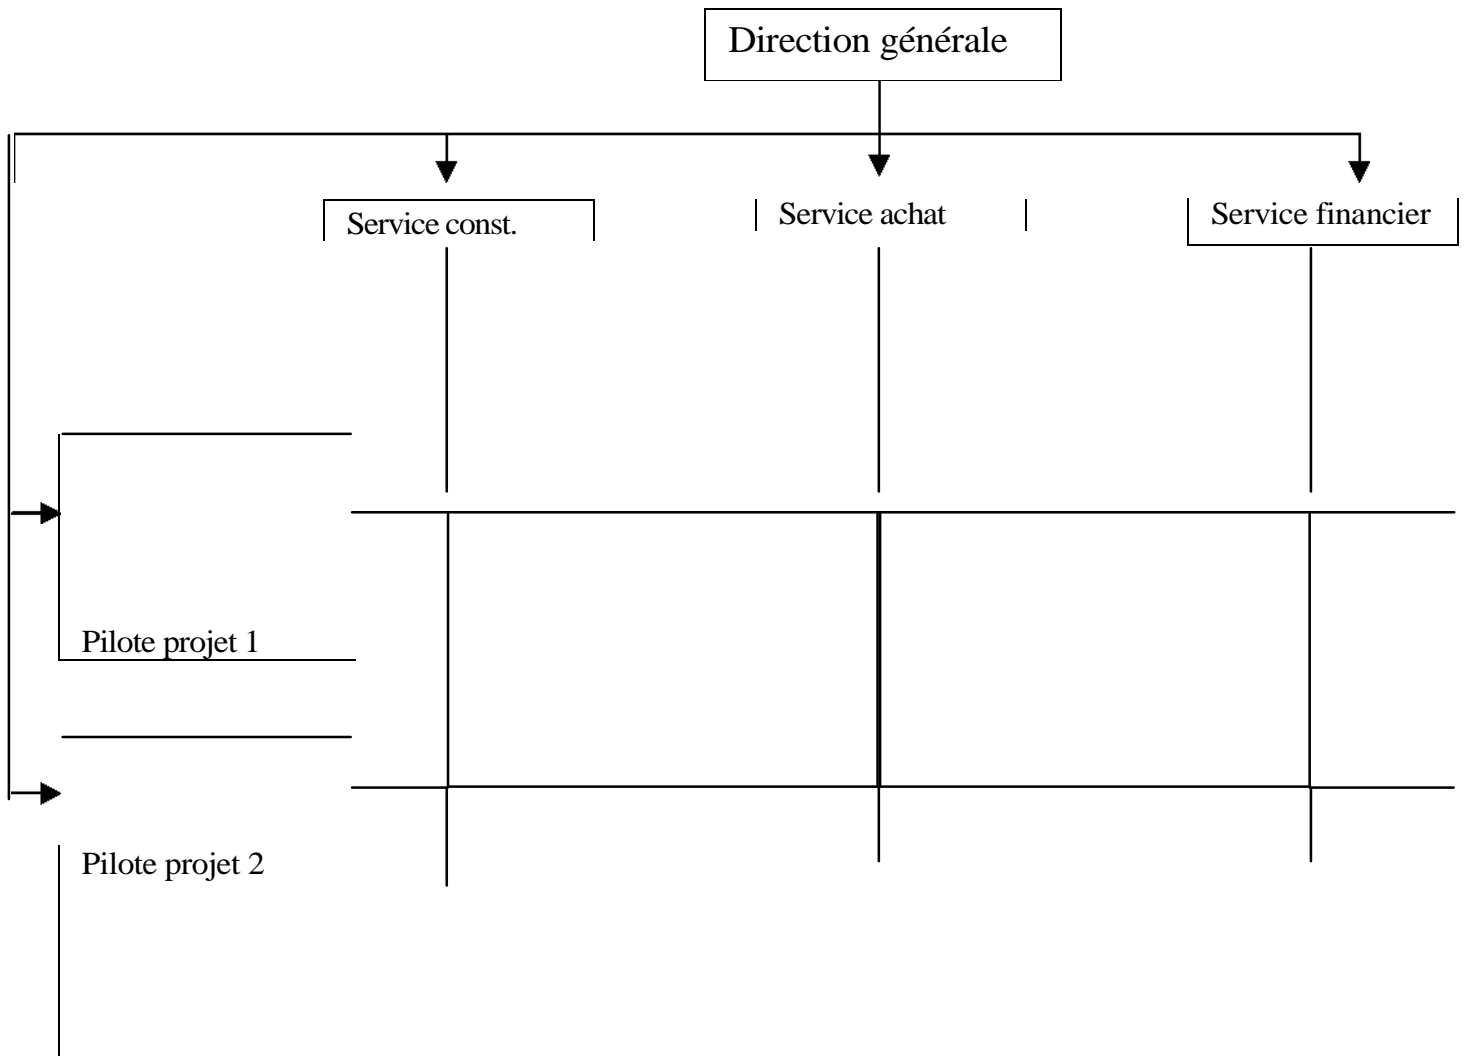 Direction générale
Service const.
Service achat
Service financier
Pilote projet 1
Pilote projet 2